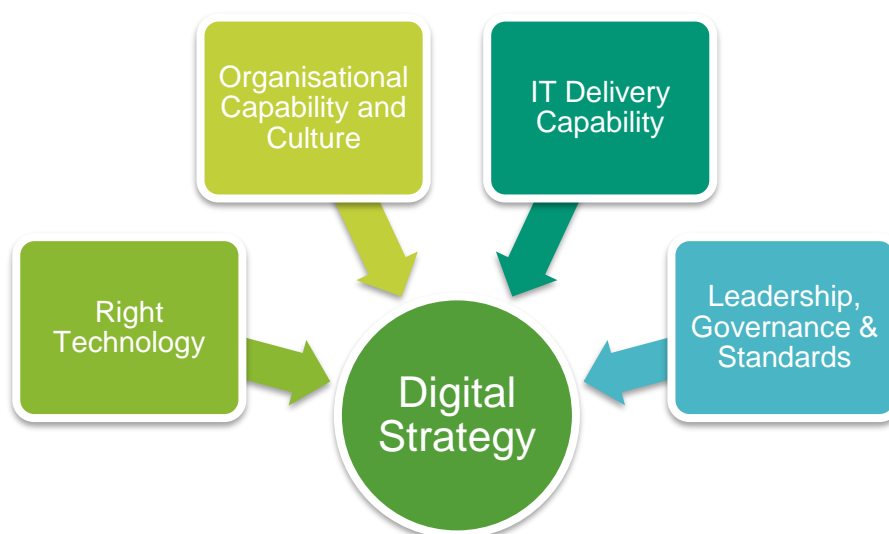 Organisational
Capability and
Culture
IT Delivery
Capability
Right
Technology
Leadership,
Governance &
Standards
Digital
Strategy